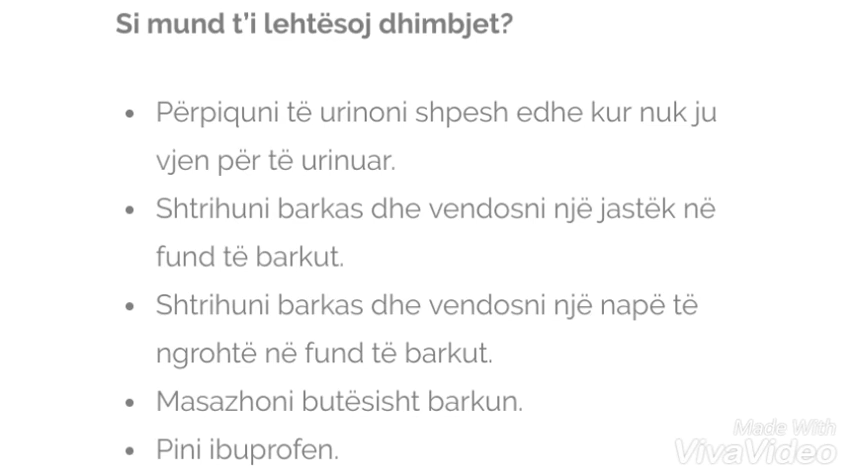 Si mund t’i lehtësoj dhimbjet?
• Përpiquni të urinoni shpesh edhe kur nuk ju
vjen për të urinuar.
• Shtrihuni barkas dhe vendosni një jastëk në
fund të barkut.
• Shtrihuni barkas dhe vendosni një napë të
ngrohtë në fund të barkut.
• Masazhoni butësisht barkun.
• Pini ibuprofen.
Made With
VivaVideo